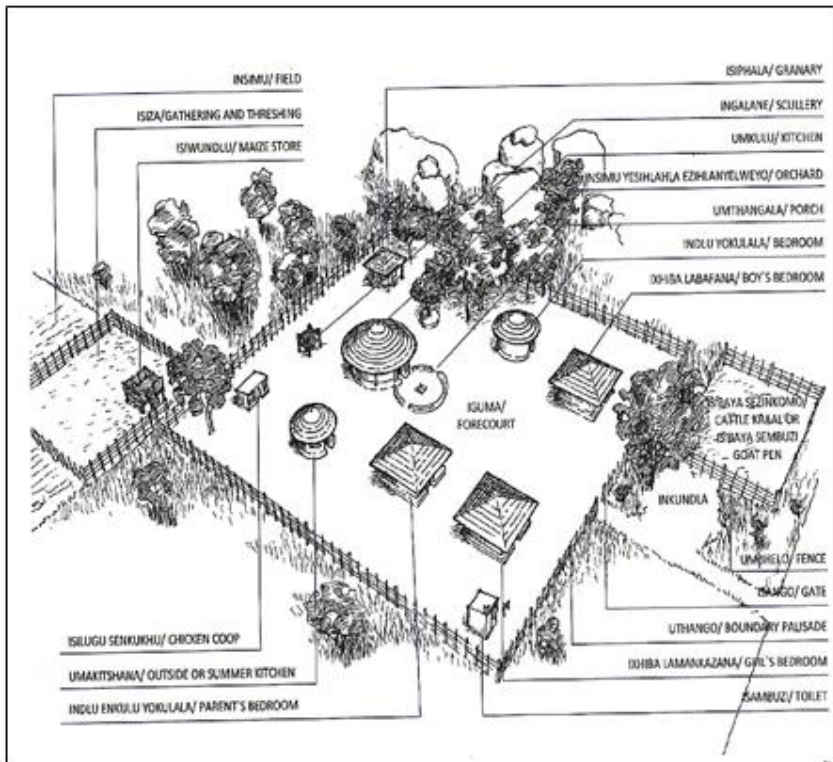 INSIMU/ FIELD
ISIZA/GATHERING AND THRESHING
ISIWUNDLU/ MAIZE STORE
ISIPHALA/ GRANARY
INGALANE/ SCULLERY
UMKULU/ KITCHEN
INSIMU YESIHLAHLA EZIHLANYELWEYO/ ORCHARD
UMTHANGALA/ PORCH
INDLU YOKULALA/ BEDROOM
IXHIBA LABAFANA/ BOY'S BEDROOM
IGUMA/
FORECOURT
SEZINKOMO/
CATTLE KRAAL OR
SEMBUZI
GOAT PEN
INKUNDLA
FENCE
GATE
UTHANGO/ BOUNDARY PALISADE
IXHIBA LAMANKAZANA/ GIRL'S BEDROOM
TOILET
ISILUGU SENKUKHU/ CHICKEN COOP
UMAKITSHANA/ OUTSIDE OR SUMMER KITCHEN
INDLU ENKULU YOKULALA/ PARENT'S BEDROOM